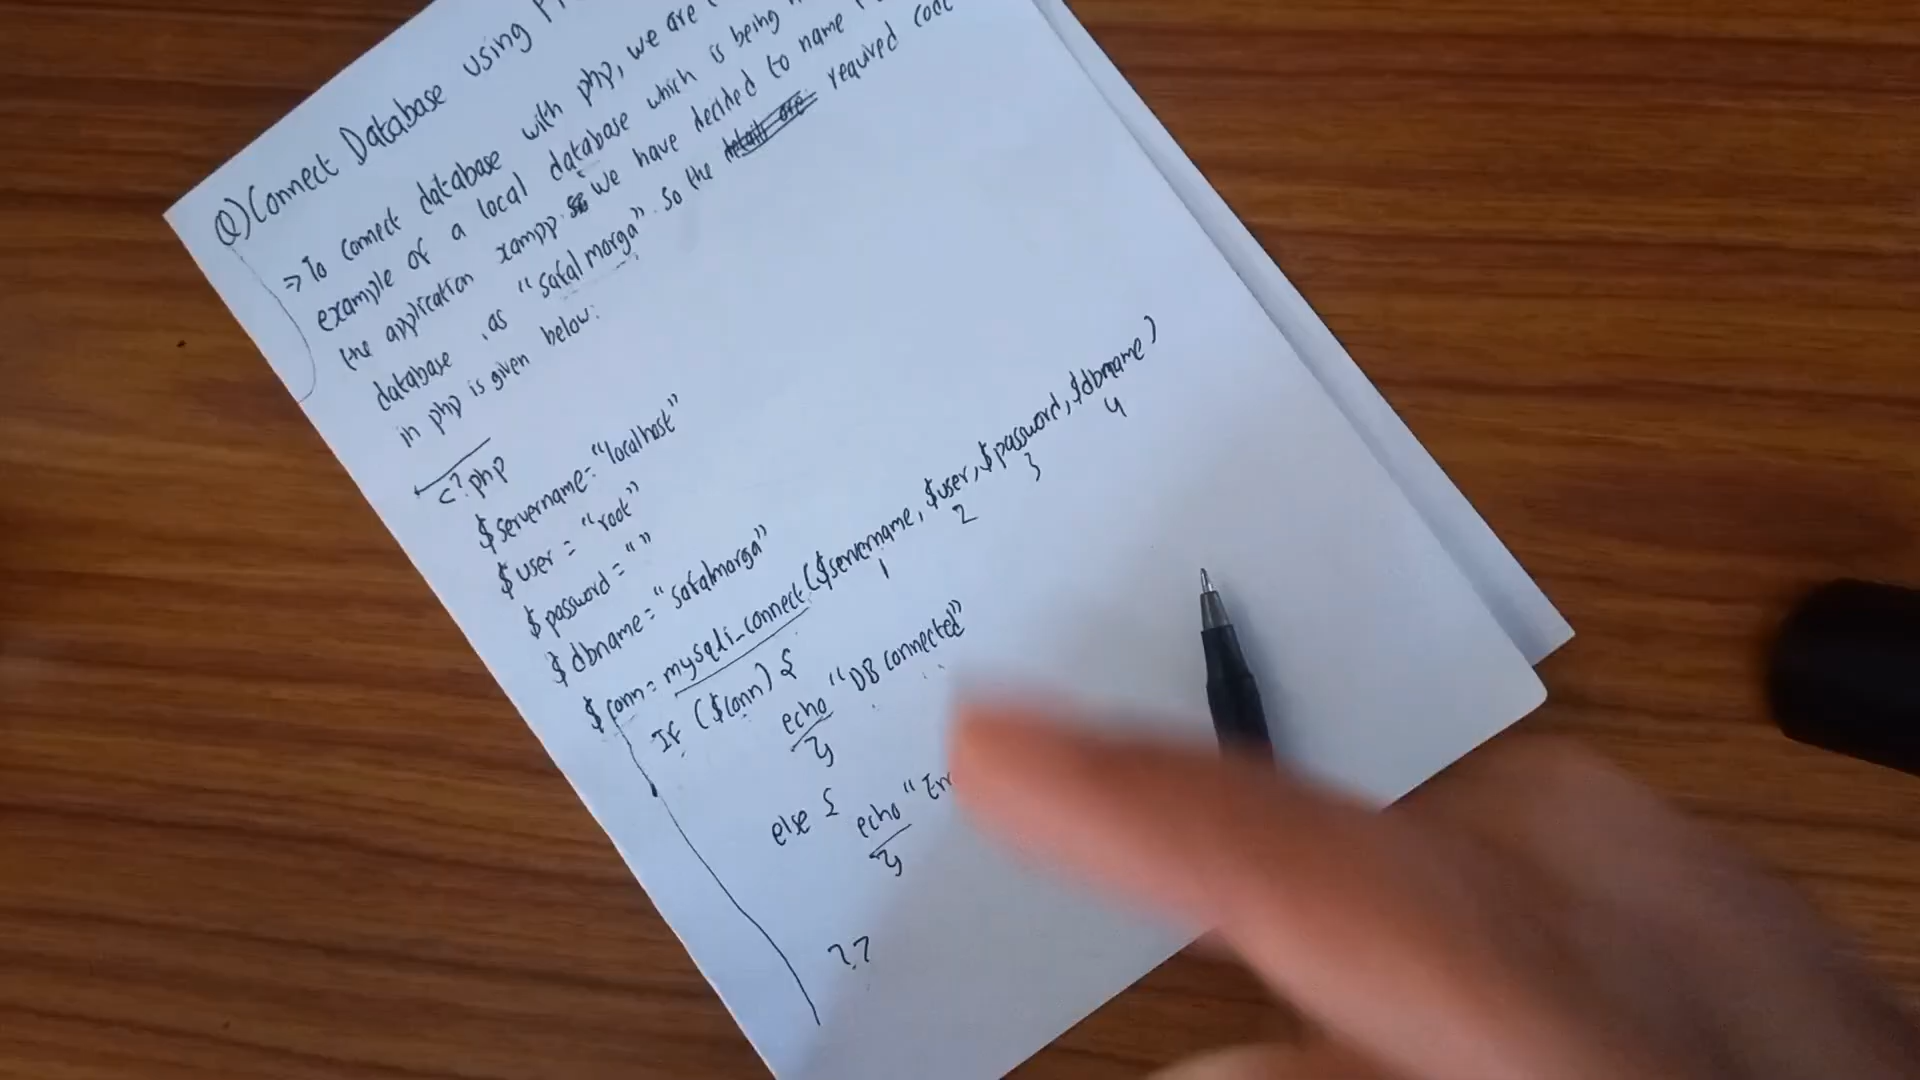 Q) Connect Database using
=> To connect database with php, we are
example of a local database which is being
the application xampp. So We have decided to name
database as "safal morga". So the detail are required code
in php is given below:
<?php
$servername= "localhost"
$user = "root"
$password = " "
$dbname= "safalmorga"
$conn= mysqli_connect ($servername, $user, $password, $dbname)
1 2 3 4
If ($conn) {
echo "DB connected"
}
else {
echo "Err
}
?>